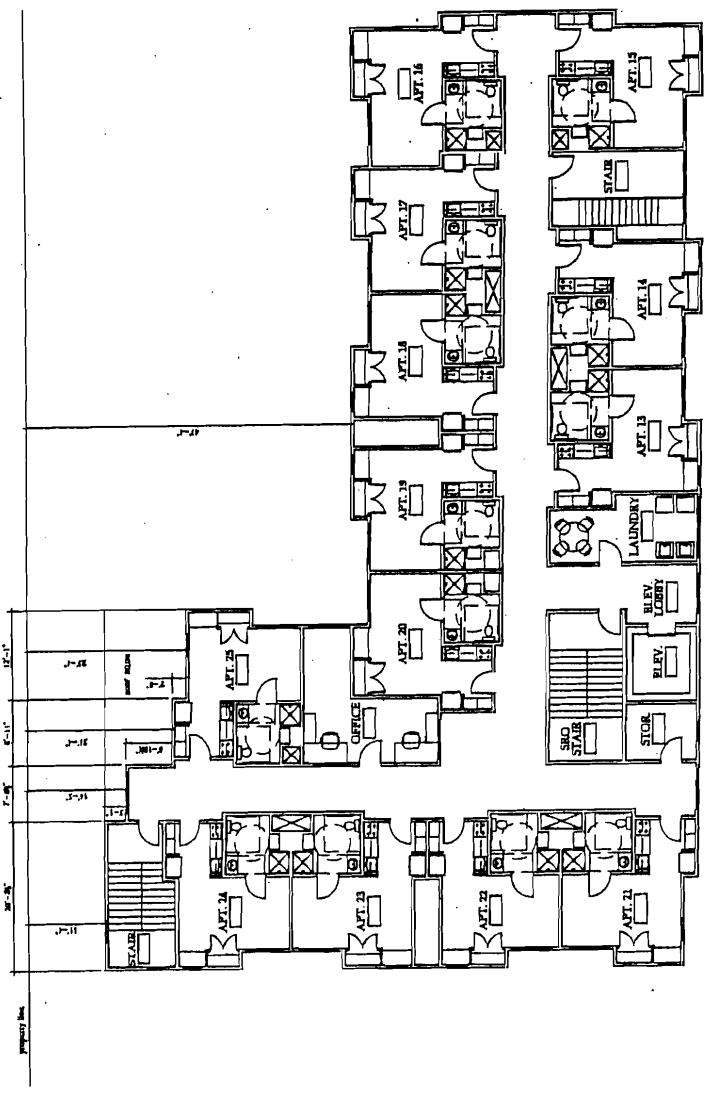 APT. 16
APT. 15
STAIR
APT. 17
APT. 14
APT. 18
APT. 13
APT. 19
LAUNDRY
APT. 20
ELEV.
LOBBY
ELEV.
APT. 25
OFFICE
SRO
STAIR
STOR.
APT. 24
APT. 23
APT. 22
APT. 21
STAIR
12'-1"
property line